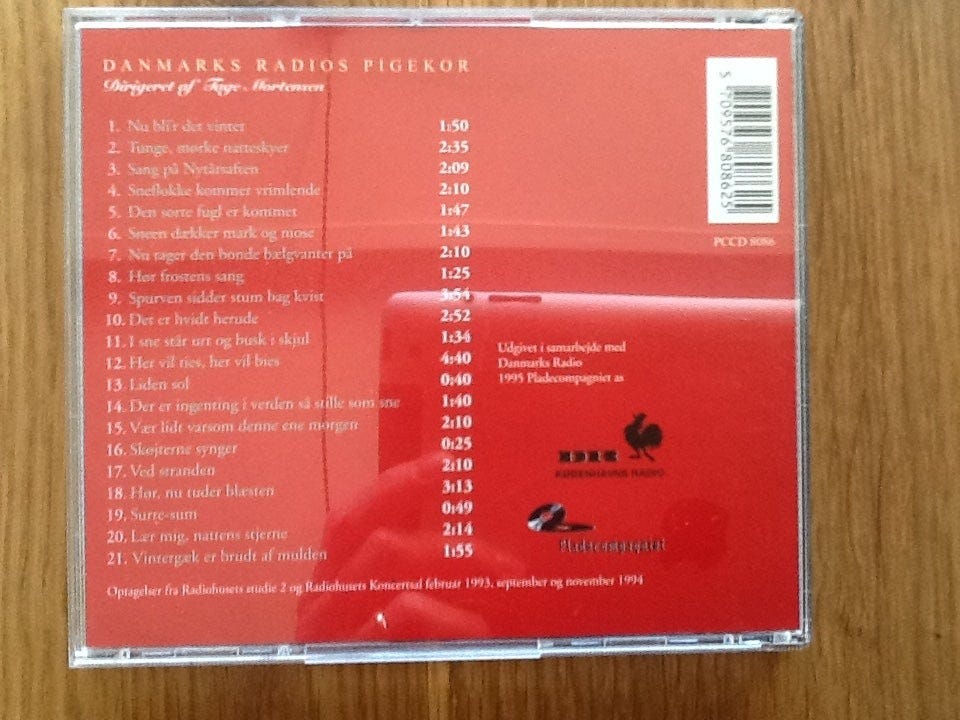 DANMARKS RADIOS PIGEKOR
Dirigeret af Tage Mortensen
1. Nu bli'r det vinter 1:50
2. Tunge, mørke natteskyer 2:35
3. Sang på Nytårsaften 2:09
4. Sneflokke kommer vrimlende 2:10
5. Den sorte fugl er kommet 1:47
6. Sneen dækker mark og mose 1:43
7. Nu tager den bonde bælgvanter på 2:10
8. Hør frostens sang 1:25
9. Spurven sidder stum bag kvist 3:54
10. Det er hvidt herude 2:52
11. I sne står urt og busk i skjul 1:34
12. Her vil ties, her vil bies 4:40
13. Liden sol 0:40
14. Der er ingenting i verden så stille som sne 1:40
15. Vær lidt varsom denne ene morgen 2:10
16. Skøjterne synger 0:25
17. Ved stranden 2:10
18. Hør, nu tuder blæsten 3:13
19. Surre-sum 0:49
20. Lær mig, nattens stjerne 2:14
21. Vintergæk er brudt af mulden 1:55
Optagelser fra Radiohusets studie 2 og Radiohusets Koncertsal februar 1993, september og november 1994
5 709576 808625
PCCD 8086
Udgivet i samarbejde med
Danmarks Radio
1995 Pladecompagniet as
KØBENHAVNS RADIO
Pladecompagniet